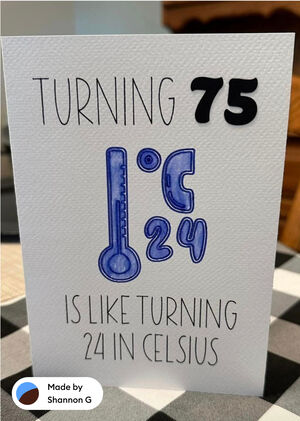 TURNING 75
°C
24
IS LIKE TURNING
24 IN CELSIUS
Made by
Shannon G